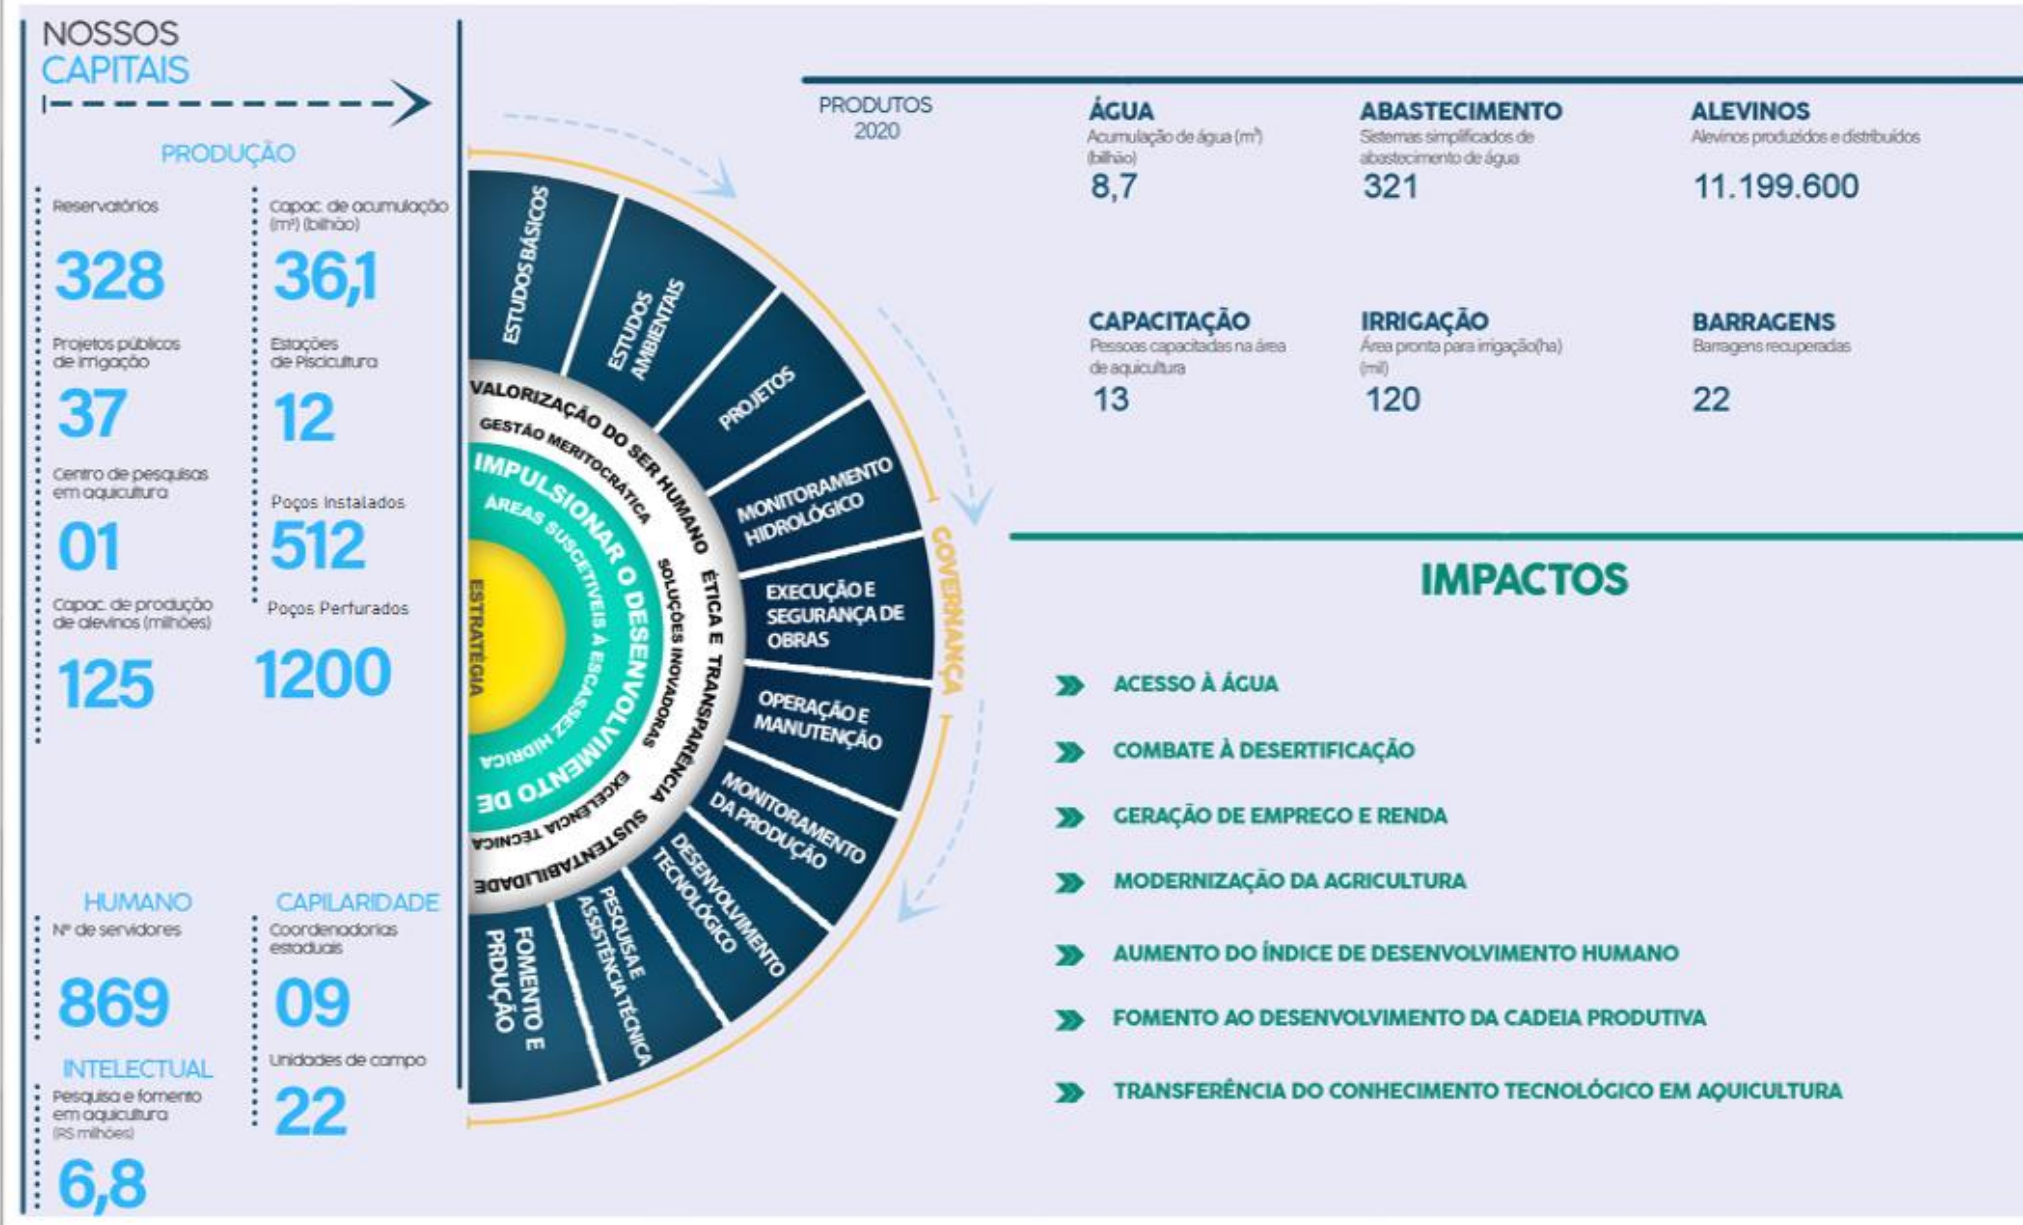 NOSSOS
CAPITAIS
PRODUÇÃO
Reservatórios
328
Capac. de acumulação
(m³) (bilhão)
36,1
Projetos públicos
de irrigação
37
Estações
de Piscicultura
12
Centro de pesquisas
em aquicultura
01
Poços Instalados
512
Capac. de produção
de alevinos (milhões)
125
Poços Perfurados
1200
HUMANO
Nº de servidores
869
CAPILARIDADE
Coordenadorias
estaduais
09
INTELECTUAL
Pesquisa e fomento
em aquicultura
(R$ milhões)
6,8
Unidades de campo
22
ESTUDOS BÁSICOS
ESTUDOS
AMBIENTAIS
PROJETOS
MONITORAMENTO
HIDROLÓGICO
EXECUÇÃO E
SEGURANÇA DE
OBRAS
OPERAÇÃO E
MANUTENÇÃO
MONITORAMENTO
DA PRODUÇÃO
DESENVOLVIMENTO
TECNOLÓGICO
PESQUISA E
ASSISTÊNCIA TÉCNICA
FOMENTO E
PRDUÇÃO
GOVERNANÇA
VALORIZAÇÃO DO SER HUMANO
ÉTICA E TRANSPARÊNCIA
SUSTENTABILIDADE
GESTÃO MERITOCRÁTICA
SOLUÇÕES INOVADORAS
EXCELÊNCIA TÉCNICA
IMPULSIONAR O DESENVOLVIMENTO DE
ÁREAS SUSCETIVEIS À ESCASSEZ HIDRICA
ESTRATÉGIA
PRODUTOS
2020
ÁGUA
Acumulação de água (m³)
(bilhão)
8,7
ABASTECIMENTO
Sistemas simplificados de
abastecimento de água
321
ALEVINOS
Alevinos produzidos e distribuídos
11.199.600
CAPACITAÇÃO
Pessoas capacitadas na área
de aquicultura
13
IRRIGAÇÃO
Área pronta para irrigação(ha)
(mil)
120
BARRAGENS
Barragens recuperadas
22
IMPACTOS
ACESSO À ÁGUA
COMBATE À DESERTIFICAÇÃO
GERAÇÃO DE EMPREGO E RENDA
MODERNIZAÇÃO DA AGRICULTURA
AUMENTO DO ÍNDICE DE DESENVOLVIMENTO HUMANO
FOMENTO AO DESENVOLVIMENTO DA CADEIA PRODUTIVA
TRANSFERÊNCIA DO CONHECIMENTO TECNOLÓGICO EM AQUICULTURA